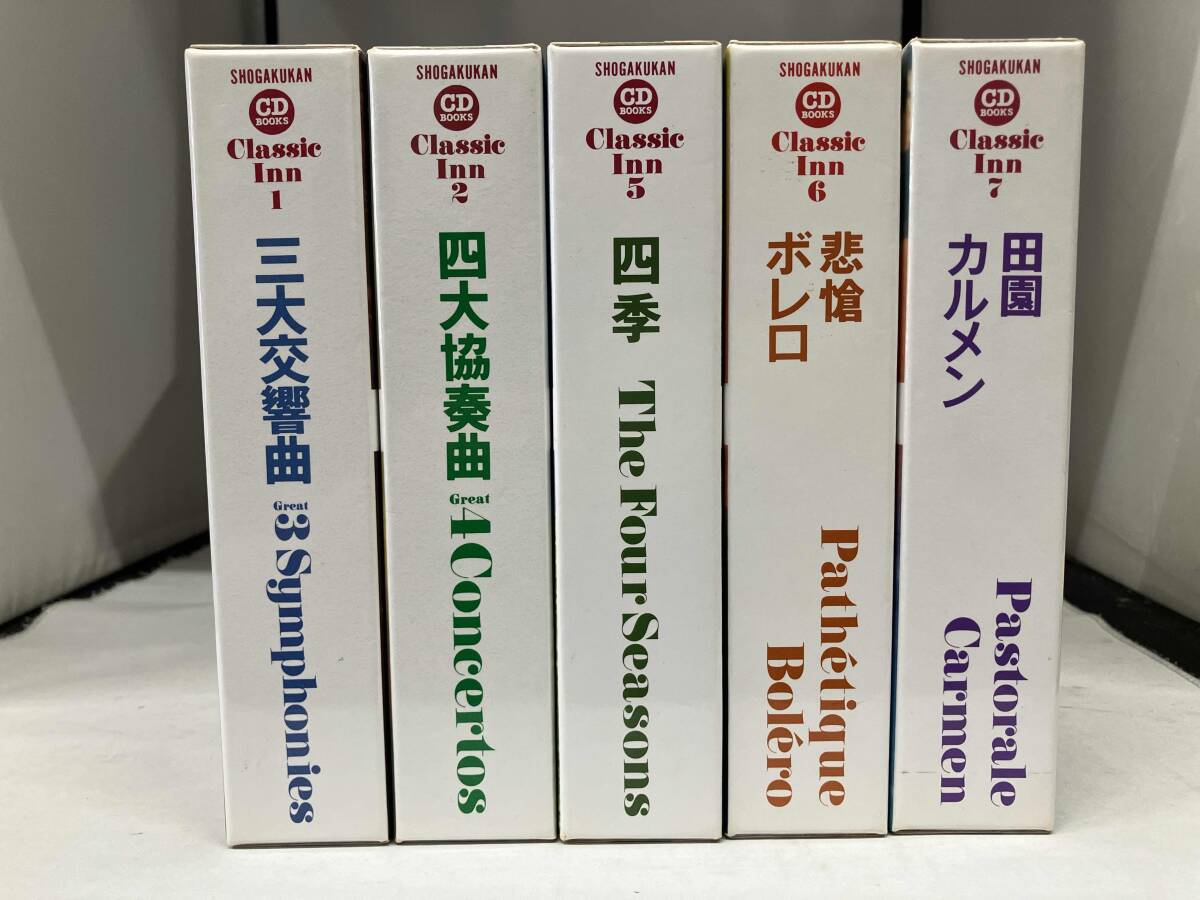 SHOGAKUKAN
CD
BOOKS
Classic
Inn
1
三大交響曲
Great
3 Symphonies
SHOGAKUKAN
CD
BOOKS
Classic
Inn
2
四大協奏曲
Great
4 Concertos
SHOGAKUKAN
CD
BOOKS
Classic
Inn
5
四季
The Four Seasons
SHOGAKUKAN
CD
BOOKS
Classic
Inn
6
悲愴
ボレロ
Pathétique
Boléro
SHOGAKUKAN
CD
BOOKS
Classic
Inn
7
田園
カルメン
Pastorale
Carmen